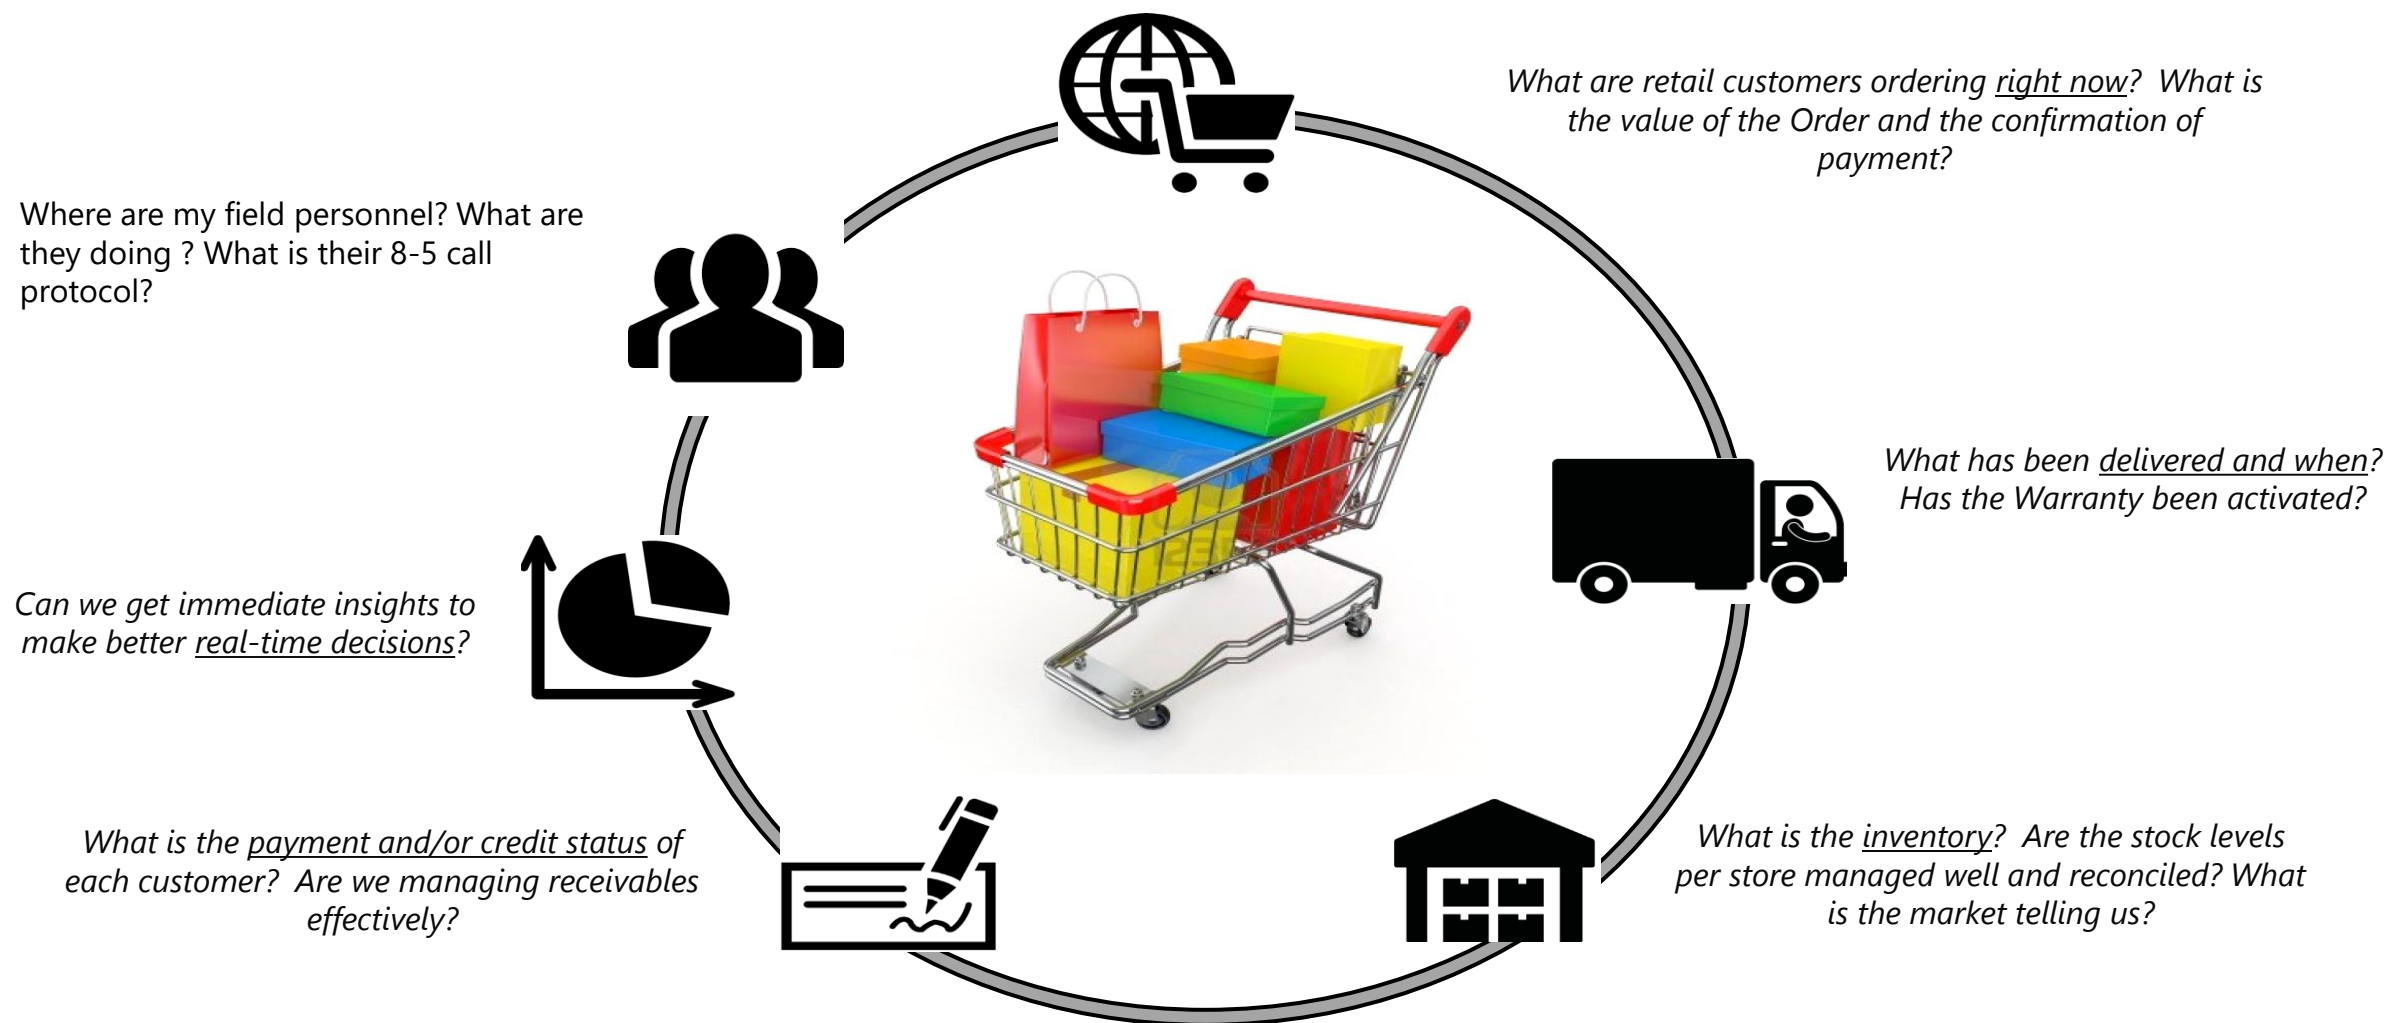 What are retail customers ordering right now?  What is
the value of the Order and the confirmation of
payment?
Where are my field personnel? What are
they doing ? What is their 8-5 call
protocol?
What has been delivered and when?
Has the Warranty been activated?
Can we get immediate insights to
make better real-time decisions?
What is the payment and/or credit status of
each customer?  Are we managing receivables
effectively?
What is the inventory?  Are the stock levels
per store managed well and reconciled? What
is the market telling us?